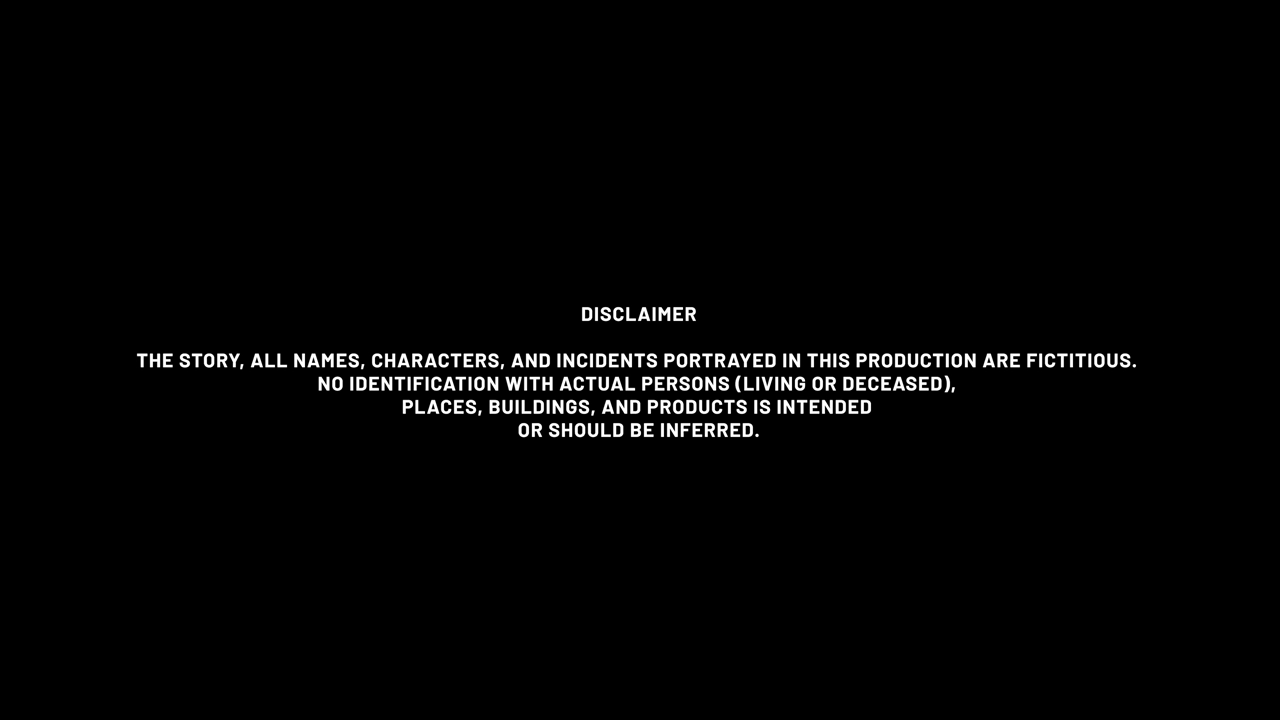 DISCLAIMER
THE STORY, ALL NAMES, CHARACTERS, AND INCIDENTS PORTRAYED IN THIS PRODUCTION ARE FICTITIOUS.
NO IDENTIFICATION WITH ACTUAL PERSONS (LIVING OR DECEASED),
PLACES, BUILDINGS, AND PRODUCTS IS INTENDED
OR SHOULD BE INFERRED.